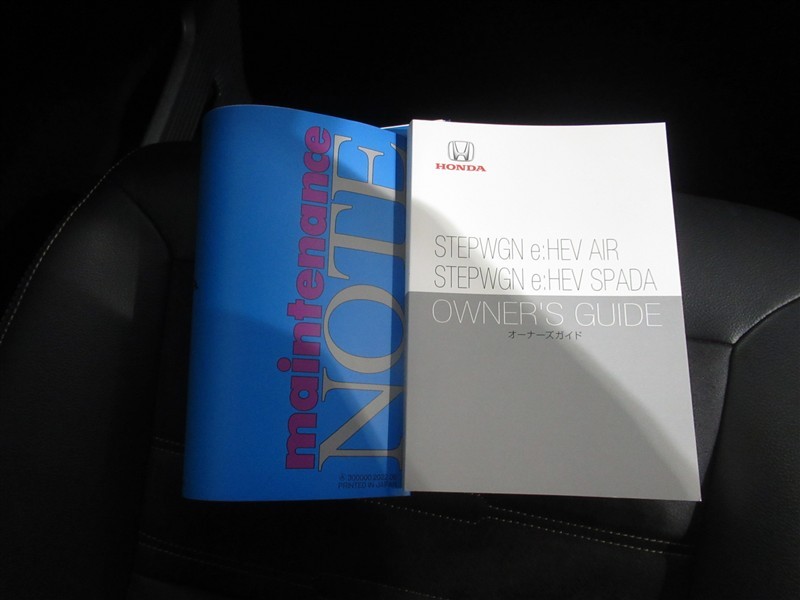 maintenance
NOTE
PRINTED IN JAPAN
HONDA
STEPWGN e:HEV AIR
STEPWGN e:HEV SPADA
OWNER'S GUIDE
オーナーズガイド